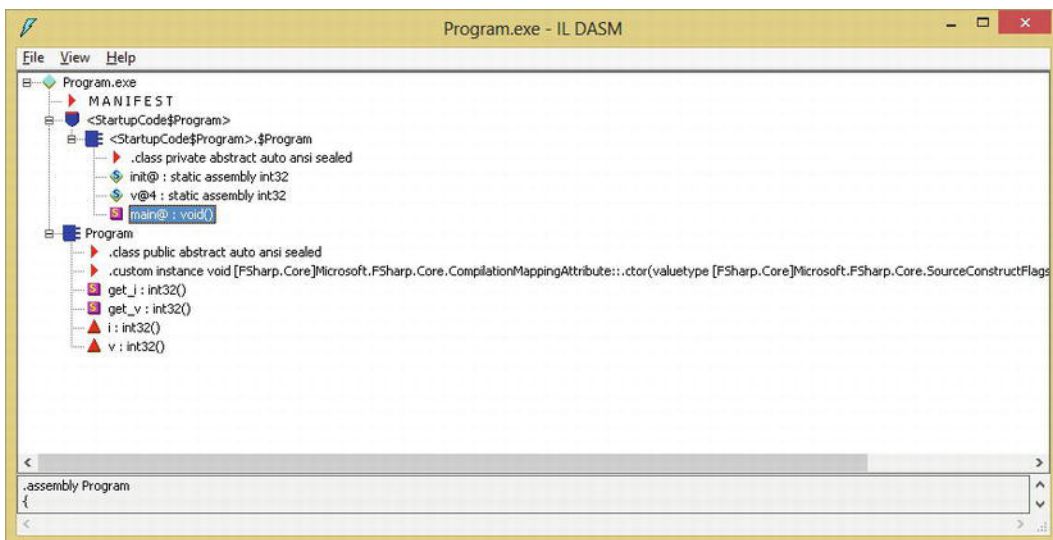 Program.exe - IL DASM
File View Help
Program.exe
MANIFEST
<StartupCode$Program>
<StartupCode$Program>.$Program
.class private abstract auto ansi sealed
init@ : static assembly int32
v@4 : static assembly int32
main@ : void()
Program
.class public abstract auto ansi sealed
.custom instance void [FSharp.Core]Microsoft.FSharp.Core.CompilationMappingAttribute::.ctor(valuetype [FSharp.Core]Microsoft.FSharp.Core.SourceConstructFlags
get_i : int32()
get_v : int32()
i : int32()
v : int32()
.assembly Program
{